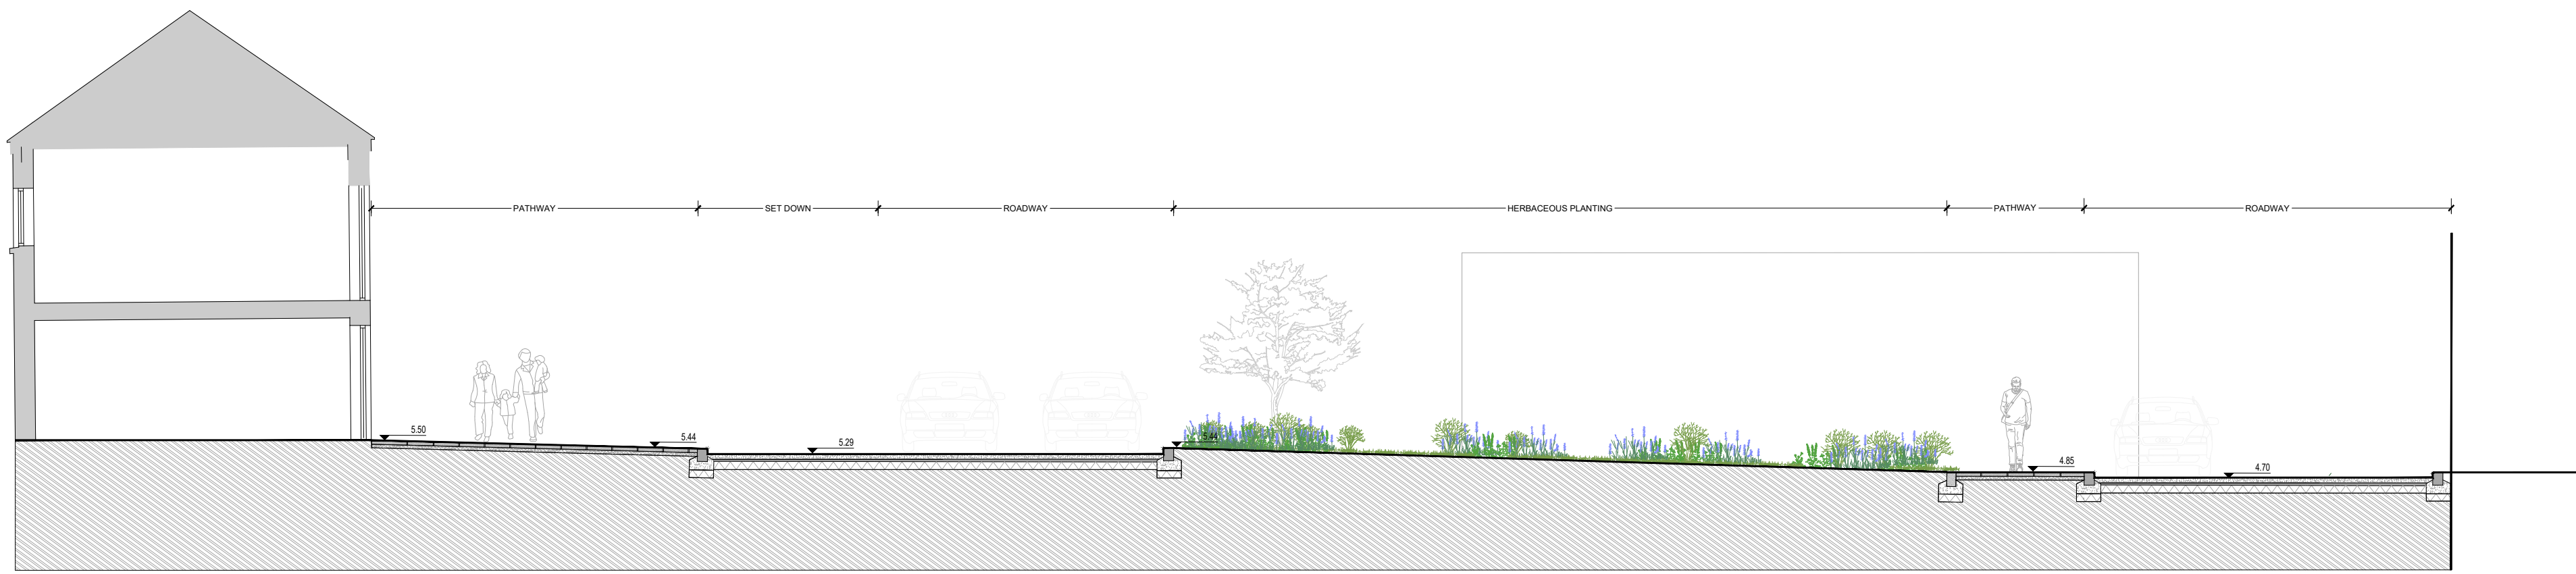 PATHWAY
SET DOWN
ROADWAY
HERBACEOUS PLANTING
PATHWAY
ROADWAY
5.50
5.44
5.29
5.44
4.85
4.70